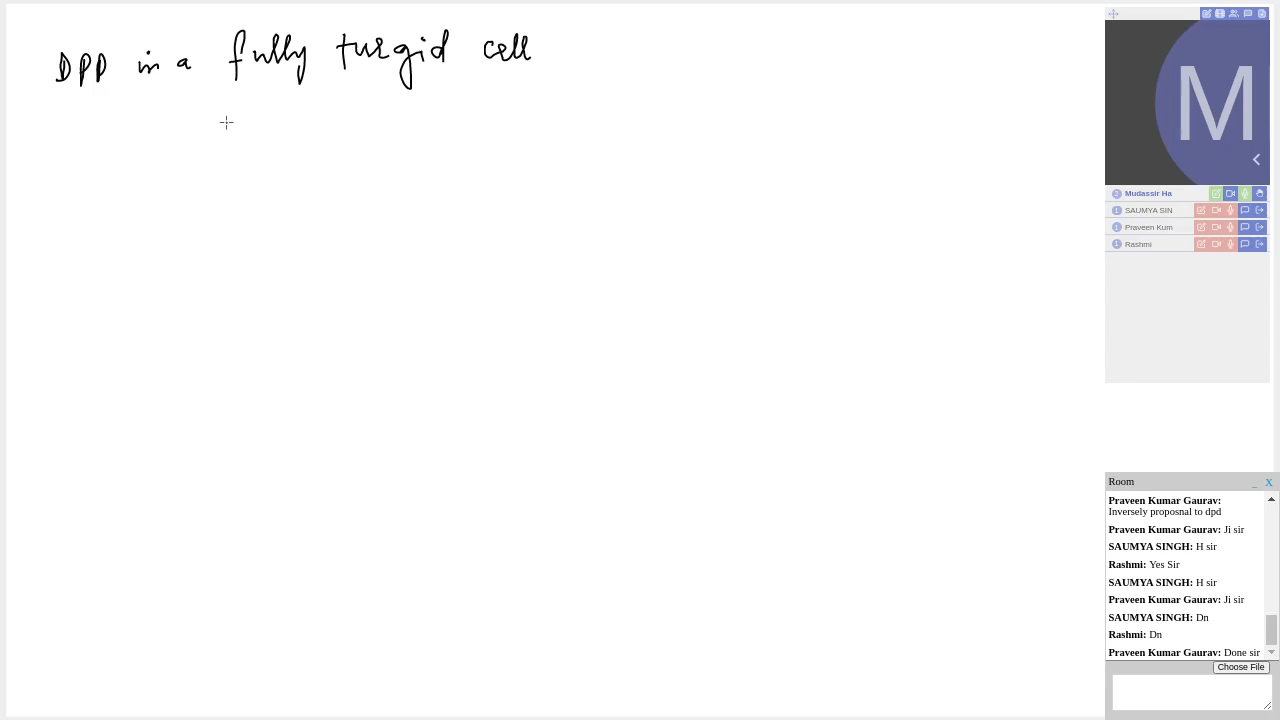 DPD in a fully turgid cell
M
Mudassir Ha
SAUMYA SIN
Praveen Kum
Rashmi
Room
_ X
Praveen Kumar Gaurav:
Inversely proposnal to dpd
Praveen Kumar Gaurav: Ji sir
SAUMYA SINGH: H sir
Rashmi: Yes Sir
SAUMYA SINGH: H sir
Praveen Kumar Gaurav: Ji sir
SAUMYA SINGH: Dn
Rashmi: Dn
Praveen Kumar Gaurav: Done sir
Choose File